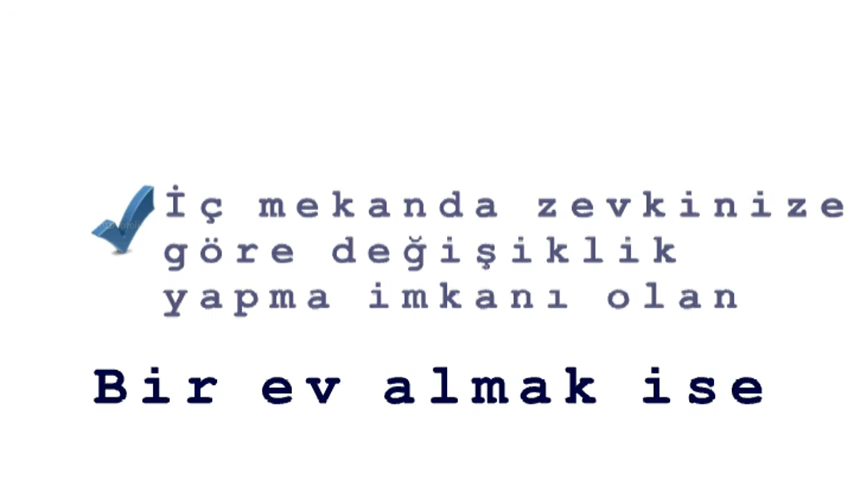 İç mekanda zevkinize
göre değişiklik
yapma imkanı olan
Bir ev almak ise